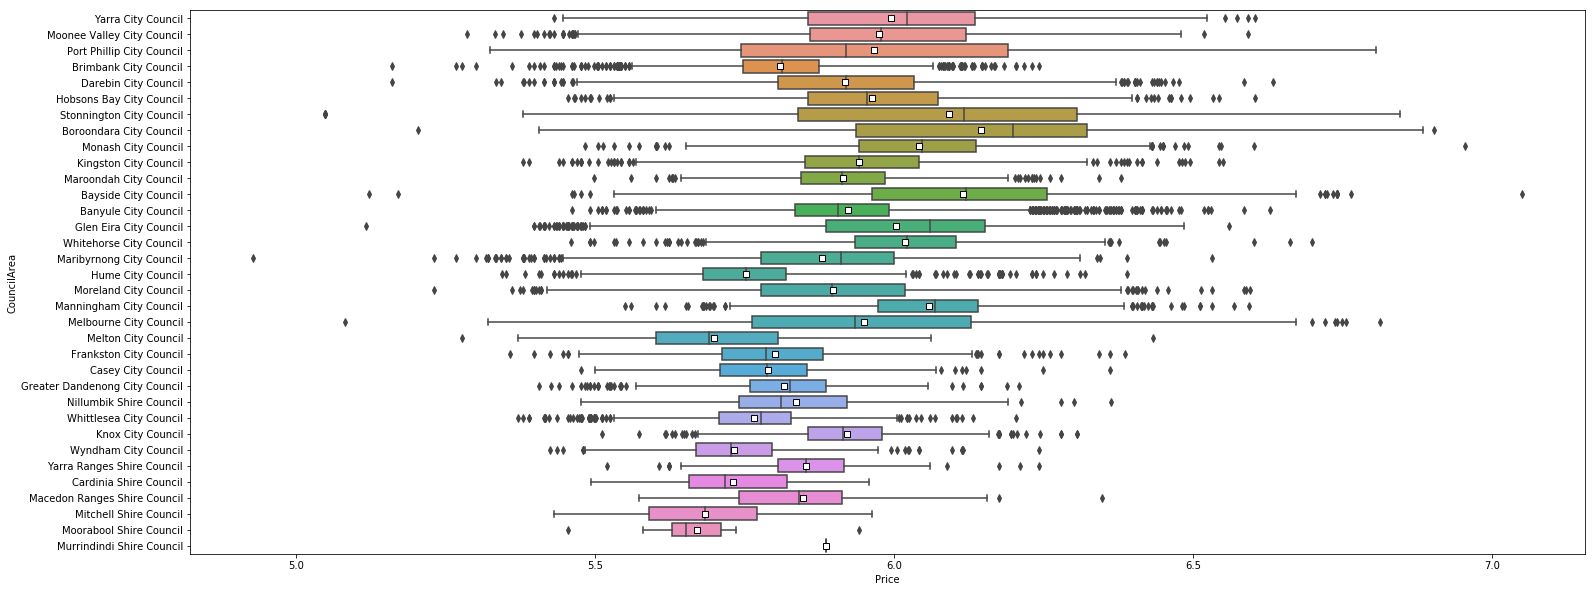 Yarra City Council
Moonee Valley City Council
Port Phillip City Council
Brimbank City Council
Darebin City Council
Hobsons Bay City Council
Stonnington City Council
Boroondara City Council
Monash City Council
Kingston City Council
Maroondah City Council
Bayside City Council
Banyule City Council
Glen Eira City Council
Whitehorse City Council
Maribyrnong City Council
Hume City Council
Moreland City Council
Manningham City Council
Melbourne City Council
Melton City Council
Frankston City Council
Casey City Council
Greater Dandenong City Council
Nillumbik Shire Council
Whittlesea City Council
Knox City Council
Wyndham City Council
Yarra Ranges Shire Council
Cardinia Shire Council
Macedon Ranges Shire Council
Mitchell Shire Council
Moorabool Shire Council
Murrindindi Shire Council
CouncilArea
5.0 5.5 6.0 6.5 7.0
Price